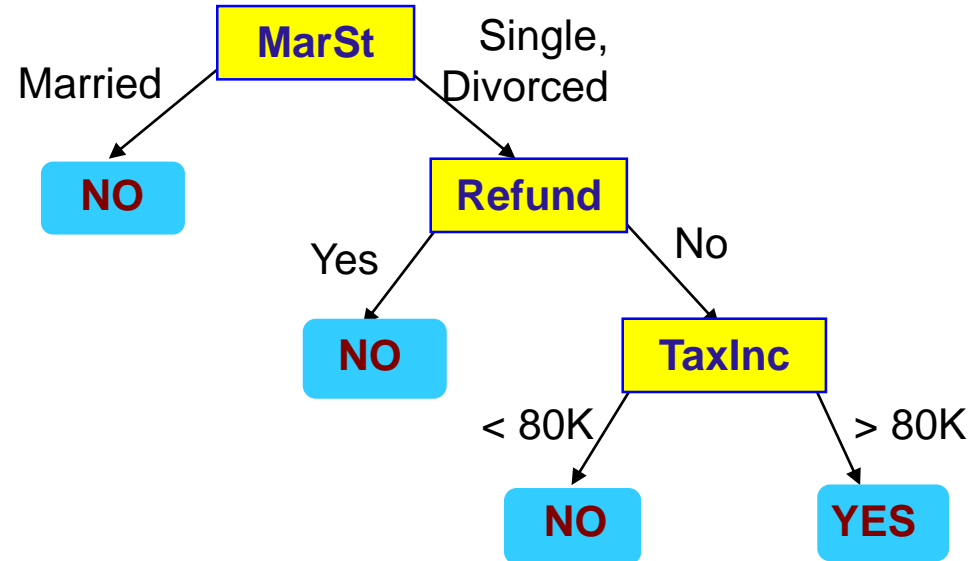 MarSt
Single,
Divorced
Married
NO
Refund
Yes
No
NO
TaxInc
< 80K
> 80K
NO
YES